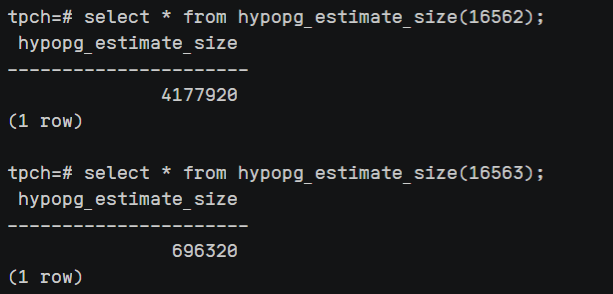 tpch=# select * from hypopg_estimate_size(16562);
 hypopg_estimate_size
----------------------
              4177920
(1 row)

tpch=# select * from hypopg_estimate_size(16563);
 hypopg_estimate_size
----------------------
               696320
(1 row)